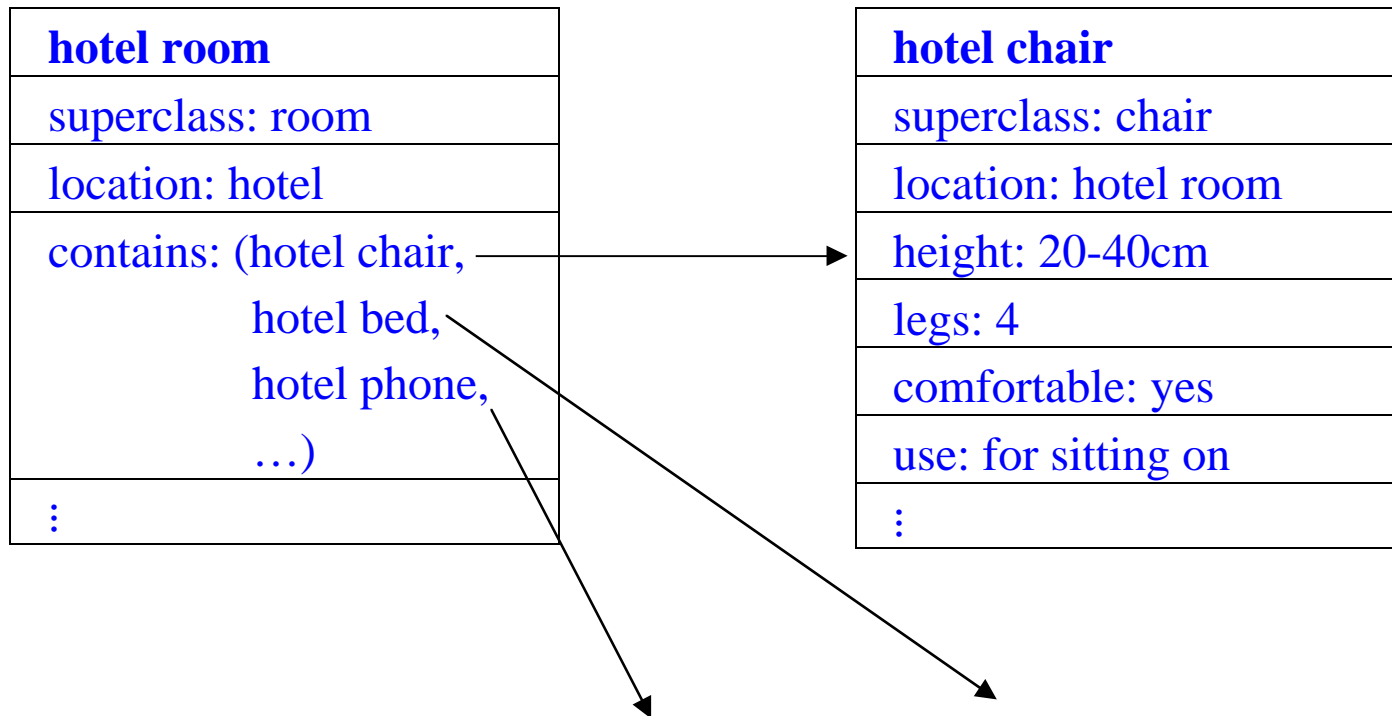 hotel room
superclass: room
location: hotel
contains: (hotel chair,
hotel bed,
hotel phone,
…)
⋮
hotel chair
superclass: chair
location: hotel room
height: 20-40cm
legs: 4
comfortable: yes
use: for sitting on
⋮